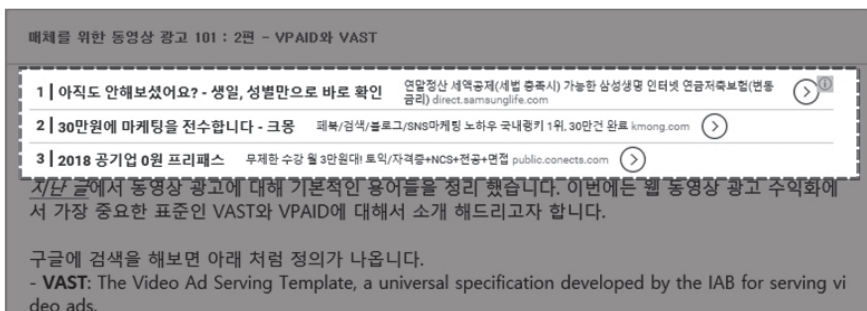 매체를 위한 동영상 광고 101 : 2편 - VPAID와 VAST
1 | 아직도 안해보셨어요? - 생일, 성별만으로 바로 확인 연말정산 세액공제(세법 충족시) 가능한 삼성생명 인터넷 연금저축보험(변동
금리) direct.samsunglife.com
2 | 30만원에 마케팅을 전수합니다 - 크몽 페북/검색/블로그/SNS마케팅 노하우 국내랭키 1위, 30만건 완료 kmong.com
3 | 2018 공기업 0원 프리패스 무제한 수강 월 3만원대! 토익/자격증+NCS+전공+면접 public.conects.com
지난 글에서 동영상 광고에 대해 기본적인 용어들을 정리 했습니다. 이번에는 웹 동영상 광고 수익화에
서 가장 중요한 표준인 VAST와 VPAID에 대해서 소개 해드리고자 합니다.
구글에 검색을 해보면 아래 처럼 정의가 나옵니다.
- VAST: The Video Ad Serving Template, a universal specification developed by the IAB for serving vi
deo ads.